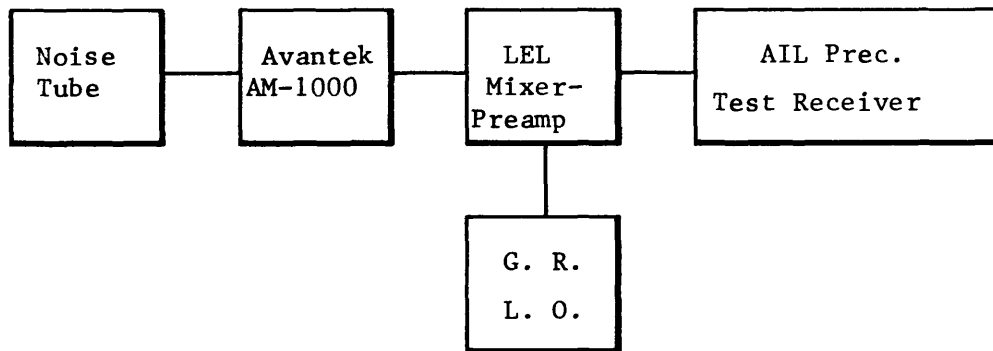 Noise
Tube
Avantek
AM-1000
LEL
Mixer-
Preamp
AIL Prec.
Test Receiver
G. R.
L. O.